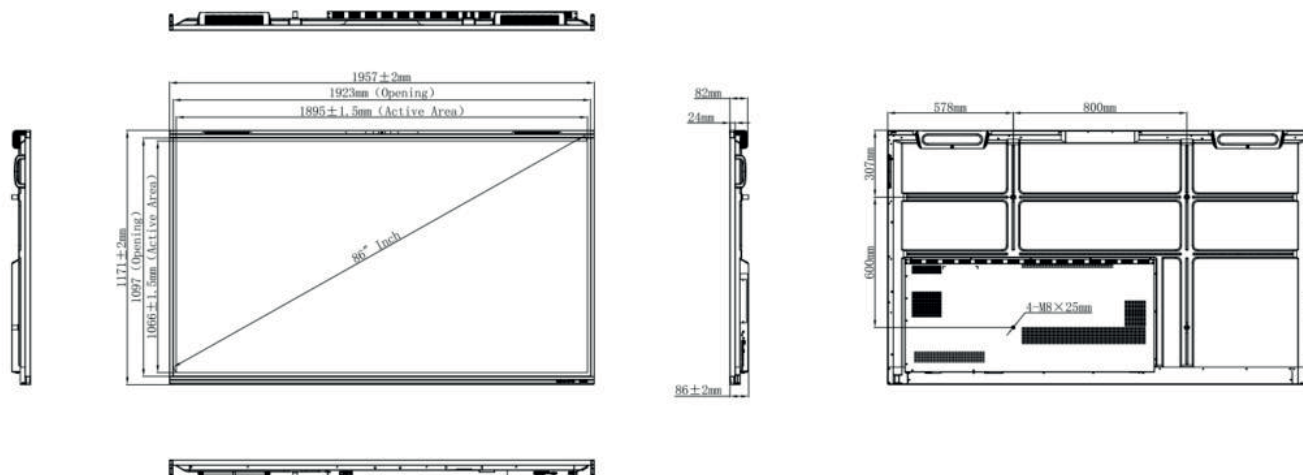 1957±2mm
1923mm (Opening)
1895±1.5mm (Active Area)
82mm
24mm
578mm
800mm
307mm
600mm
1171±2mm
1097 (Opening)
1066±1.5mm (Active Area)
86" Inch
4-M8×25mm
86±2mm